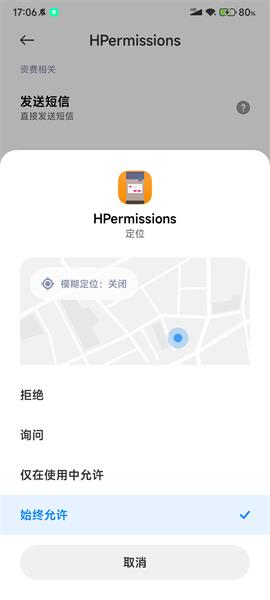 17:06
80%
HPermissions
资费相关
发送短信
?
直接发送短信
HPermissions
定位
模糊定位：关闭
拒绝
询问
仅在使用中允许
始终允许
取消